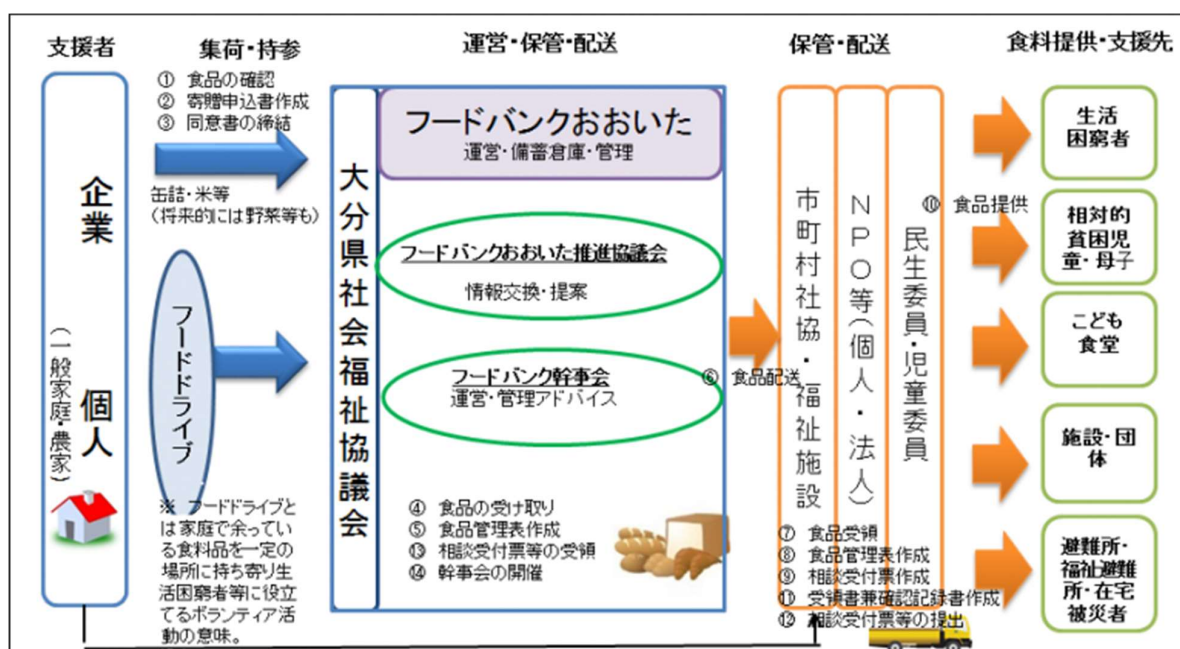 支援者
集荷・持参
運営・保管・配送
保管・配送
食料提供・支援先
企業
個人
(一般家庭・農家)
① 食品の確認
② 寄贈申込書作成
③ 同意書の締結
缶詰・米等
(将来的には野菜等も)
フードドライブ
※ フードドライブと
は家庭で余ってい
る食料品を一定の
場所に持ち寄り生
活困窮者等に役立
てるボランティア活
動の意味。
大分県社会福祉協議会
フードバンクおおいた
運営・備蓄倉庫・管理
フードバンクおおいた推進協議会
情報交換・提案
フードバンク幹事会
運営・管理アドバイス
④ 食品の受け取り
⑤ 食品管理表作成
⑬ 相談受付票等の受領
⑭ 幹事会の開催
⑥ 食品配送
市町村社協・福祉施設
NPO等(個人・法人)
民生委員・児童委員
⑦ 食品受領
⑧ 食品管理表作成
⑨ 相談受付票作成
⑪ 受領書兼確認記録書作成
⑫ 相談受付票等の提出
⑩ 食品提供
生活
困窮者
相対的
貧困児
童・母子
こども
食堂
施設・団
体
避難所・
福祉避難
所・在宅
被災者